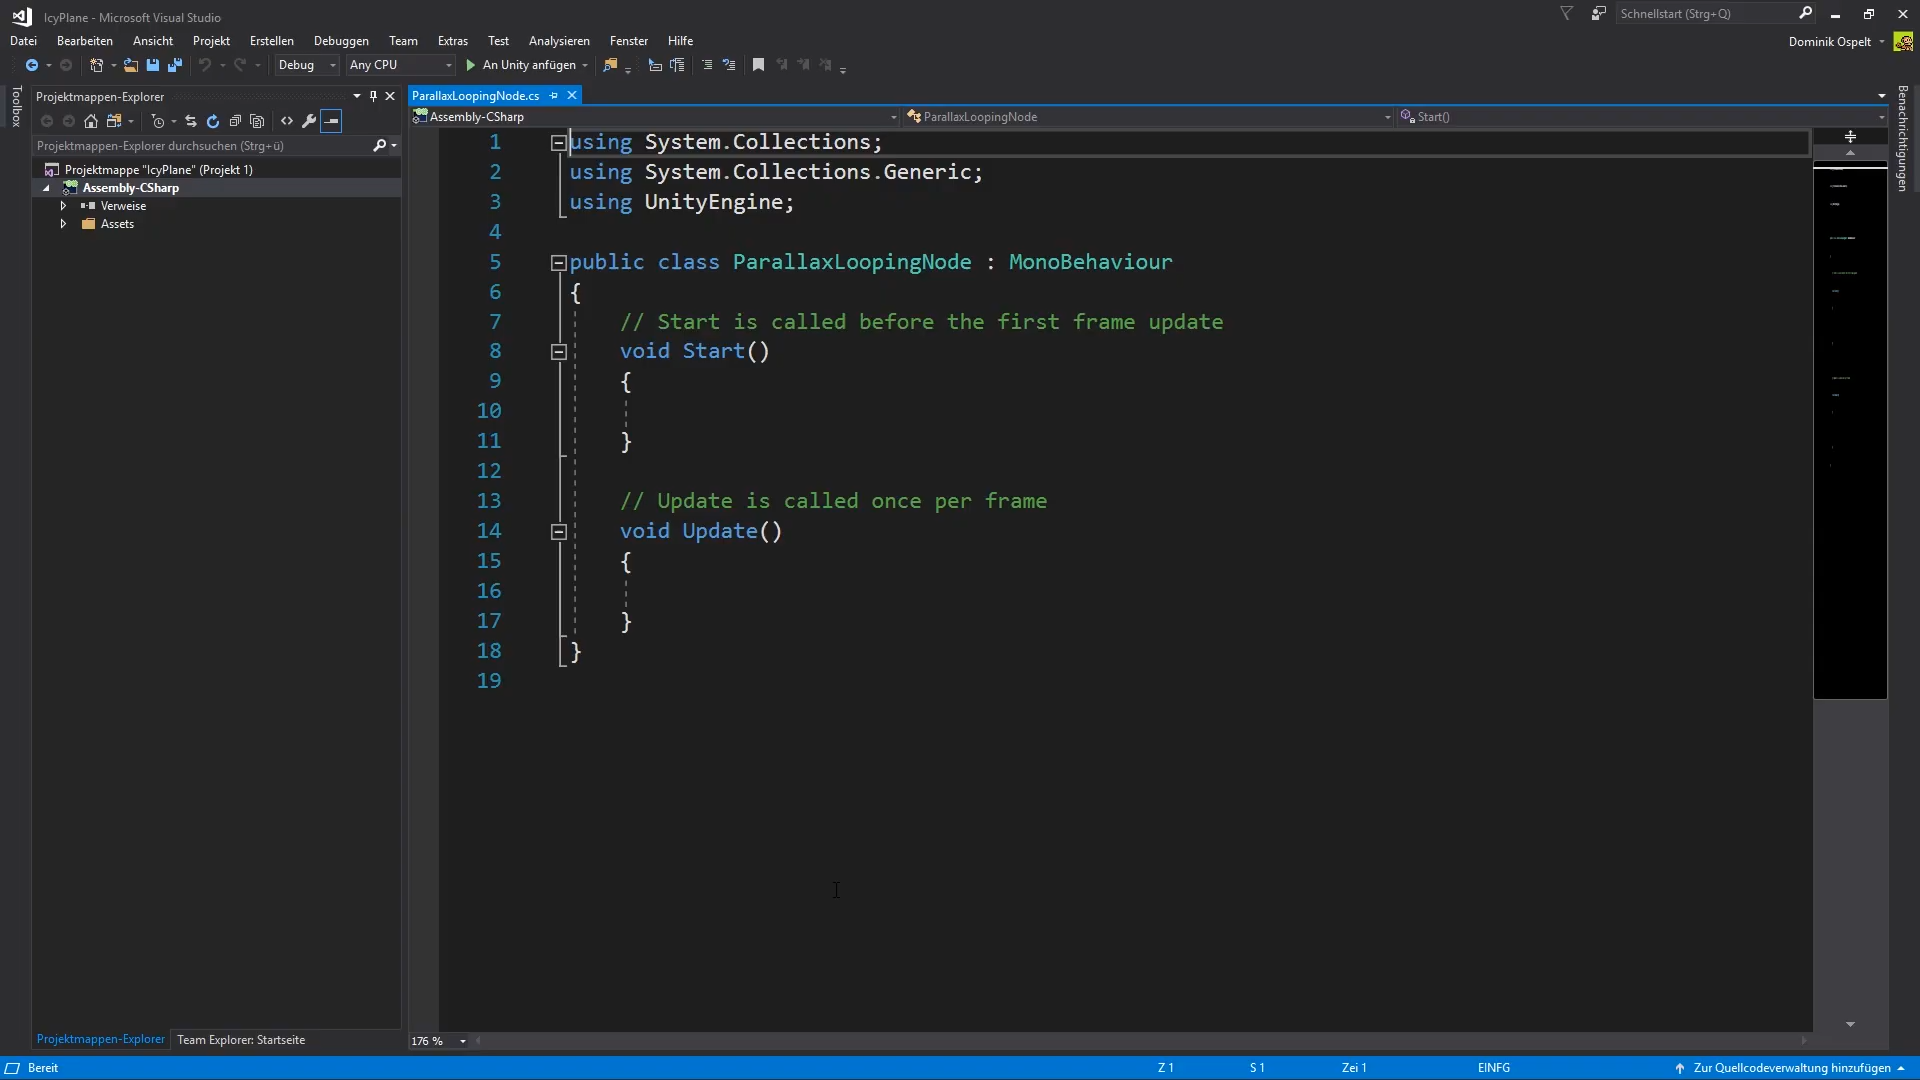 IcyPlane - Microsoft Visual Studio
Schnellstart (Strg+Q)
Datei Bearbeiten Ansicht Projekt Erstellen Debuggen Team Extras Test Analysieren Fenster Hilfe
Dominik Ospelt
Debug Any CPU An Unity anfügen
Toolbox
Projektmappen-Explorer
Projektmappen-Explorer durchsuchen (Strg+ü)
Projektmappe "IcyPlane" (Projekt 1)
Assembly-CSharp
Verweise
Assets
Projektmappen-Explorer Team Explorer: Startseite
ParallaxLoopingNode.cs
Assembly-CSharp ParallaxLoopingNode Start()
1 using System.Collections;
2 using System.Collections.Generic;
3 using UnityEngine;
4
5 public class ParallaxLoopingNode : MonoBehaviour
6 {
7 // Start is called before the first frame update
8 void Start()
9 {
10
11 }
12
13 // Update is called once per frame
14 void Update()
15 {
16
17 }
18 }
19
176 %
Benachrichtigungen
Bereit
Z 1 S 1 Zei 1 EINFG
Zur Quellcodeverwaltung hinzufügen